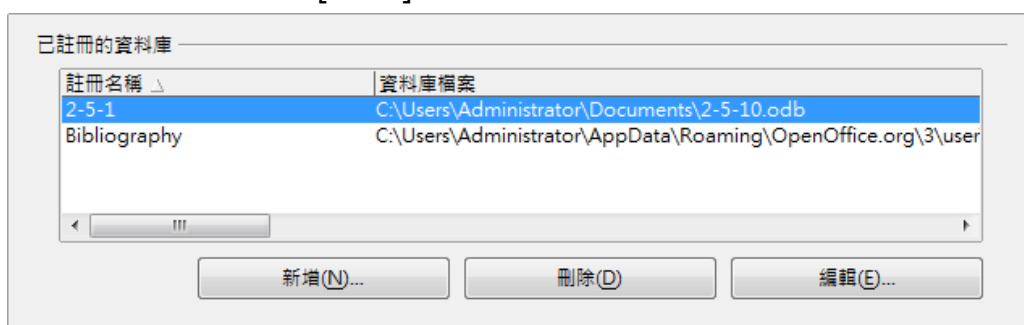 已註冊的資料庫
註冊名稱 資料庫檔案
2-5-1 C:\Users\Administrator\Documents\2-5-10.odb
Bibliography C:\Users\Administrator\AppData\Roaming\OpenOffice.org\3\user
新增(N)... 刪除(D) 編輯(E)...